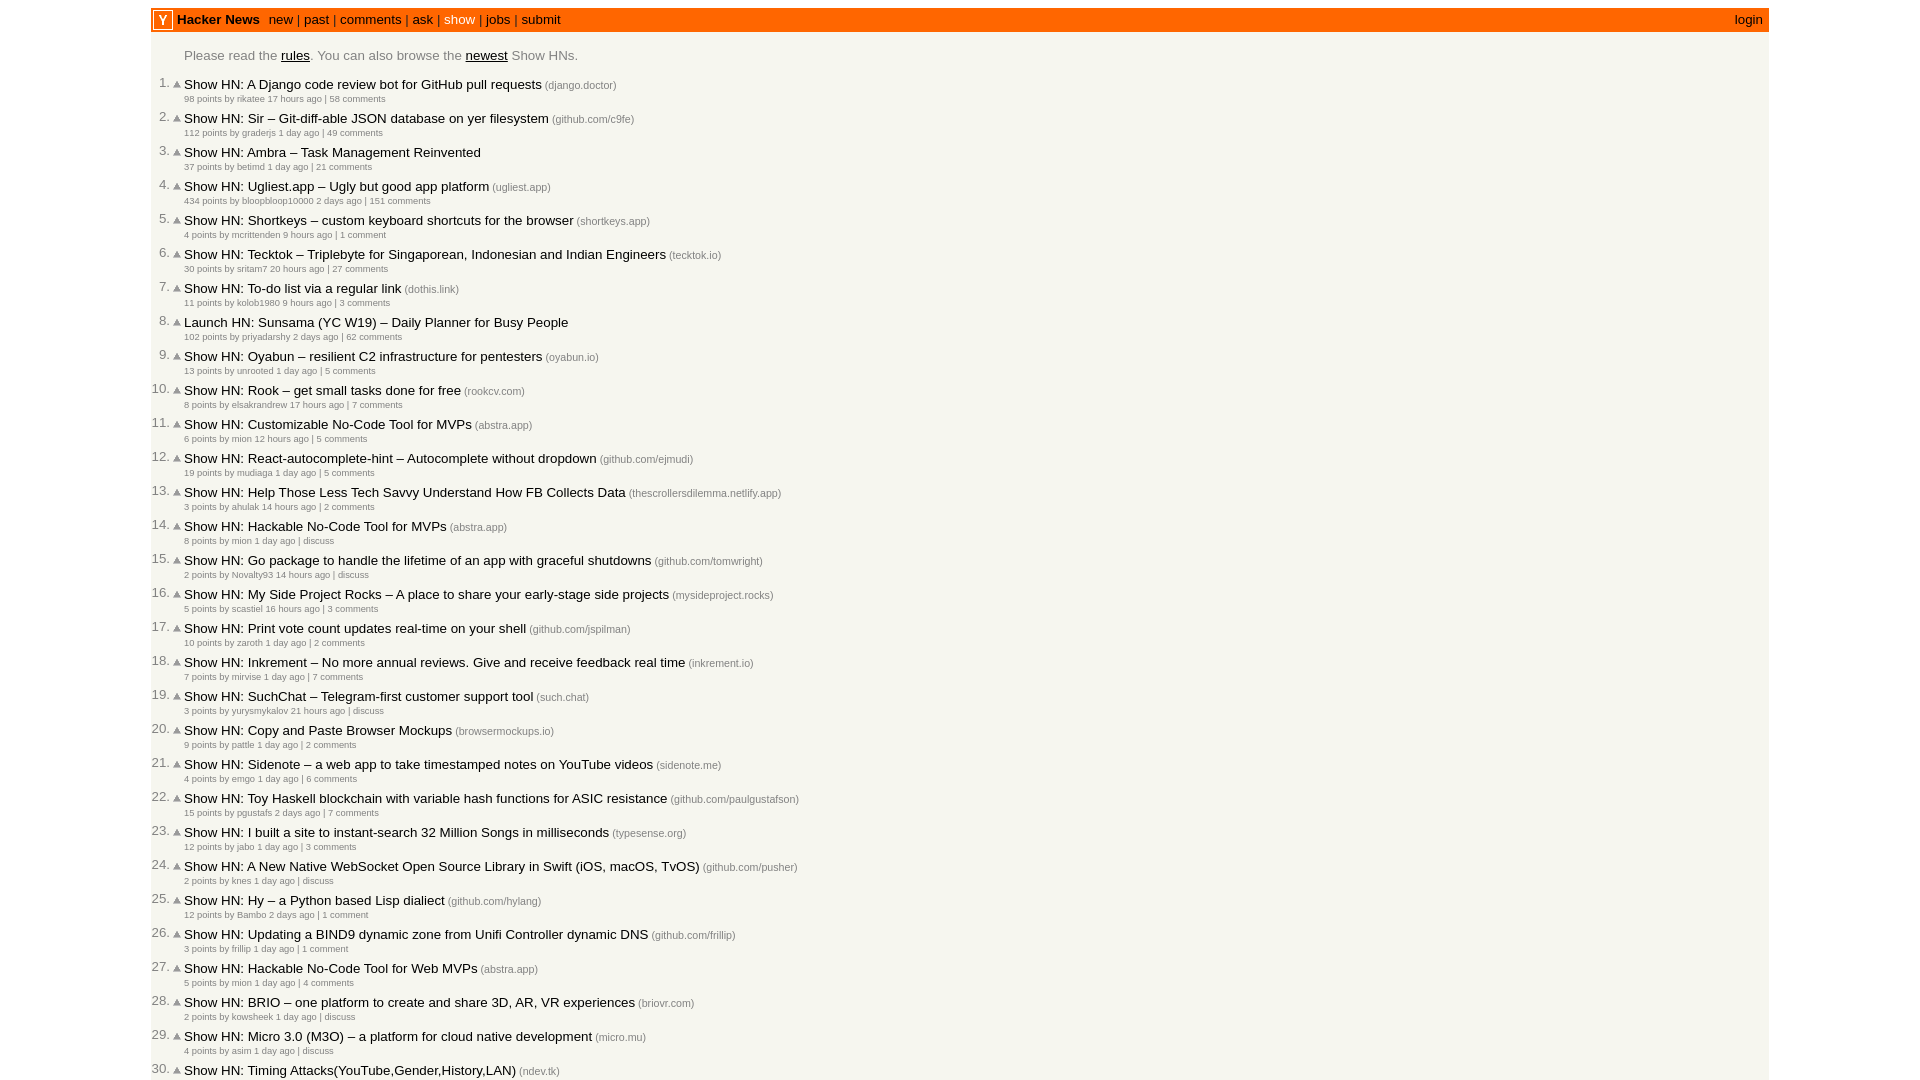 Y Hacker News new | past | comments | ask | show | jobs | submit login
Please read the rules. You can also browse the newest Show HNs.
1. Show HN: A Django code review bot for GitHub pull requests (django.doctor)
98 points by rikatee 17 hours ago | 58 comments
2. Show HN: Sir – Git-diff-able JSON database on yer filesystem (github.com/c9fe)
112 points by graderjs 1 day ago | 49 comments
3. Show HN: Ambra – Task Management Reinvented
37 points by betimd 1 day ago | 21 comments
4. Show HN: Ugliest.app – Ugly but good app platform (ugliest.app)
434 points by bloopbloop10000 2 days ago | 151 comments
5. Show HN: Shortkeys – custom keyboard shortcuts for the browser (shortkeys.app)
4 points by mcrittenden 9 hours ago | 1 comment
6. Show HN: Tecktok – Triplebyte for Singaporean, Indonesian and Indian Engineers (tecktok.io)
30 points by sritam7 20 hours ago | 27 comments
7. Show HN: To-do list via a regular link (dothis.link)
11 points by kolob1980 9 hours ago | 3 comments
8. Launch HN: Sunsama (YC W19) – Daily Planner for Busy People
102 points by priyadarshy 2 days ago | 62 comments
9. Show HN: Oyabun – resilient C2 infrastructure for pentesters (oyabun.io)
13 points by unrooted 1 day ago | 5 comments
10. Show HN: Rook – get small tasks done for free (rookcv.com)
8 points by elsakrandrew 17 hours ago | 7 comments
11. Show HN: Customizable No-Code Tool for MVPs (abstra.app)
6 points by mion 12 hours ago | 5 comments
12. Show HN: React-autocomplete-hint – Autocomplete without dropdown (github.com/ejmudi)
19 points by mudiaga 1 day ago | 5 comments
13. Show HN: Help Those Less Tech Savvy Understand How FB Collects Data (thescrollersdilemma.netlify.app)
3 points by ahulak 14 hours ago | 2 comments
14. Show HN: Hackable No-Code Tool for MVPs (abstra.app)
8 points by mion 1 day ago | discuss
15. Show HN: Go package to handle the lifetime of an app with graceful shutdowns (github.com/tomwright)
2 points by Novalty93 14 hours ago | discuss
16. Show HN: My Side Project Rocks – A place to share your early-stage side projects (mysideproject.rocks)
5 points by scastiel 16 hours ago | 3 comments
17. Show HN: Print vote count updates real-time on your shell (github.com/jspilman)
10 points by zaroth 1 day ago | 2 comments
18. Show HN: Inkrement – No more annual reviews. Give and receive feedback real time (inkrement.io)
7 points by mirvise 1 day ago | 7 comments
19. Show HN: SuchChat – Telegram-first customer support tool (such.chat)
3 points by yurysmykalov 21 hours ago | discuss
20. Show HN: Copy and Paste Browser Mockups (browsermockups.io)
9 points by pattle 1 day ago | 2 comments
21. Show HN: Sidenote – a web app to take timestamped notes on YouTube videos (sidenote.me)
4 points by emgo 1 day ago | 6 comments
22. Show HN: Toy Haskell blockchain with variable hash functions for ASIC resistance (github.com/paulgustafson)
15 points by pgustafs 2 days ago | 7 comments
23. Show HN: I built a site to instant-search 32 Million Songs in milliseconds (typesense.org)
12 points by jabo 1 day ago | 3 comments
24. Show HN: A New Native WebSocket Open Source Library in Swift (iOS, macOS, TvOS) (github.com/pusher)
2 points by knes 1 day ago | discuss
25. Show HN: Hy – a Python based Lisp dialiect (github.com/hylang)
12 points by Bambo 2 days ago | 1 comment
26. Show HN: Updating a BIND9 dynamic zone from Unifi Controller dynamic DNS (github.com/frillip)
3 points by frillip 1 day ago | 1 comment
27. Show HN: Hackable No-Code Tool for Web MVPs (abstra.app)
5 points by mion 1 day ago | 4 comments
28. Show HN: BRIO – one platform to create and share 3D, AR, VR experiences (briovr.com)
2 points by kowsheek 1 day ago | discuss
29. Show HN: Micro 3.0 (M3O) – a platform for cloud native development (micro.mu)
4 points by asim 1 day ago | discuss
30. Show HN: Timing Attacks(YouTube,Gender,History,LAN) (ndev.tk)